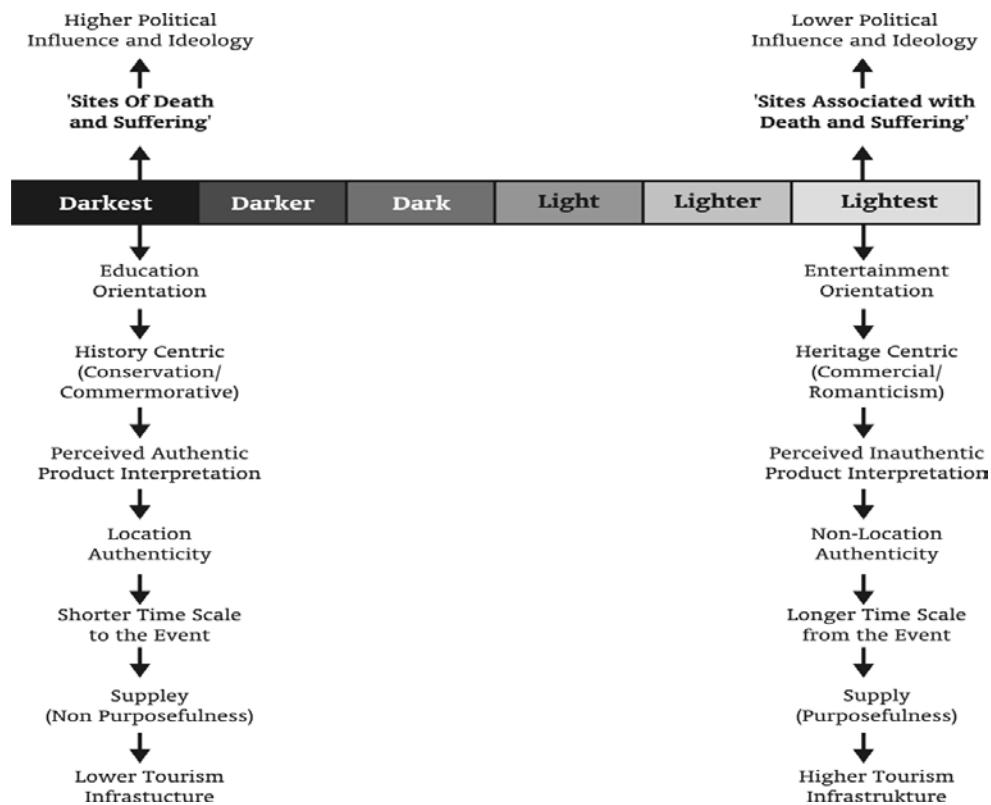 Higher Political
Influence and Ideology
'Sites Of Death
and Suffering'
Lower Political
Influence and Ideology
'Sites Associated with
Death and Suffering'
Darkest
Darker
Dark
Light
Lighter
Lightest
Education
Orientation
History Centric
(Conservation/
Commermorative)
Perceived Authentic
Product Interpretation
Location
Authenticity
Shorter Time Scale
to the Event
Suppley
(Non Purposefulness)
Lower Tourism
Infrastucture
Entertainment
Orientation
Heritage Centric
(Commercial/
Romanticism)
Perceived Inauthentic
Product Interpretation
Non-Location
Authenticity
Longer Time Scale
from the Event
Supply
(Purposefulness)
Higher Tourism
Infrastrukture